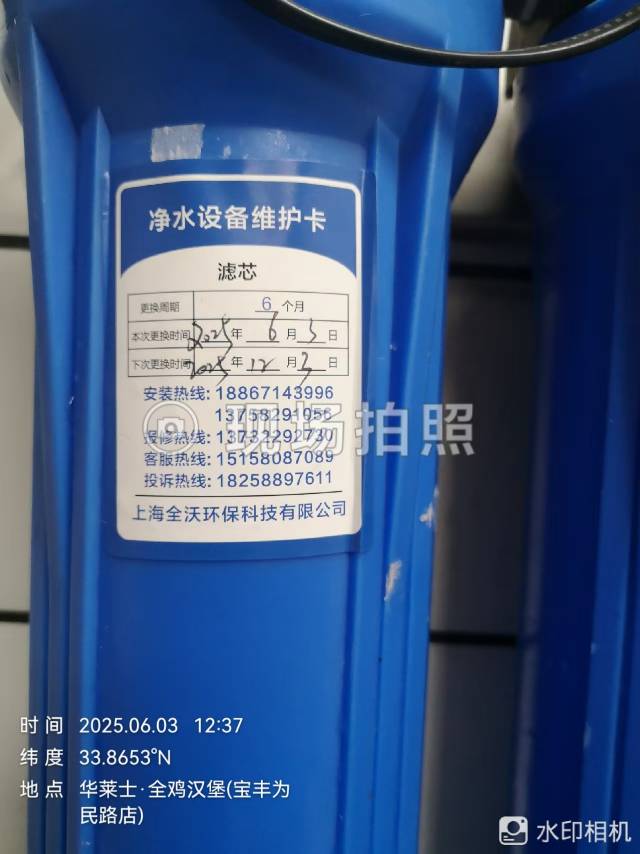 净水设备维护卡
滤芯
更换周期 6 个月
本次更换时间 2025 年 6 月 3 日
下次更换时间 2025 年 12 月 3 日
安装热线: 18867143996
13758291056
报修热线: 13732292730
客服热线: 15158087089
投诉热线: 18258897611
上海全沃环保科技有限公司
现场拍照
时间 2025.06.03 12:37
纬度 33.8653°N
地点 华莱士·全鸡汉堡(宝丰为
民路店)
水印相机